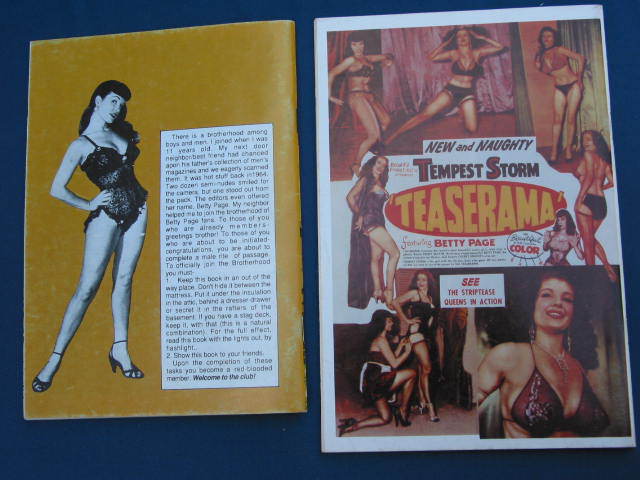 There is a brotherhood among
boys and men. I joined when I was
11 years old. My next door
neighbor/best friend had chanced
upon his father's collection of men's
magazines and we eagerly scanned
them. It was hot stuff back in 1964.
Two dozen semi-nudes smiled for
the camera, but one stood out from
the pack. The editors even offered
her name, Betty Page. My neighbor
helped me to join the brotherhood of
Betty Page fans. To those of you
who are already members-
greetings brother! To those of you
who are about to be initiated-
congratulations, you are about to
complete a male rite of passage.
To officially join the Brotherhood
you must-
1. Keep this book in an out of the
way place. Don't hide it between the
mattress. Put it under the insulation
in the attic, behind a dresser drawer
or secret it in the rafters of the
basement. If you have a stag deck,
keep it, with that (this is a natural
combination). For the full effect,
read this book with the lights out, by
flashlight.
2. Show this book to your friends.
Upon the completion of these
tasks you become a red-blooded
member. Welcome to the club!
NEW AND NAUGHTY
TEMPEST STORM
"TEASERAMA"
Featuring BETTY PAGE
Beautiful
COLOR
SEE
THE STRIPTEASE
QUEENS IN ACTION